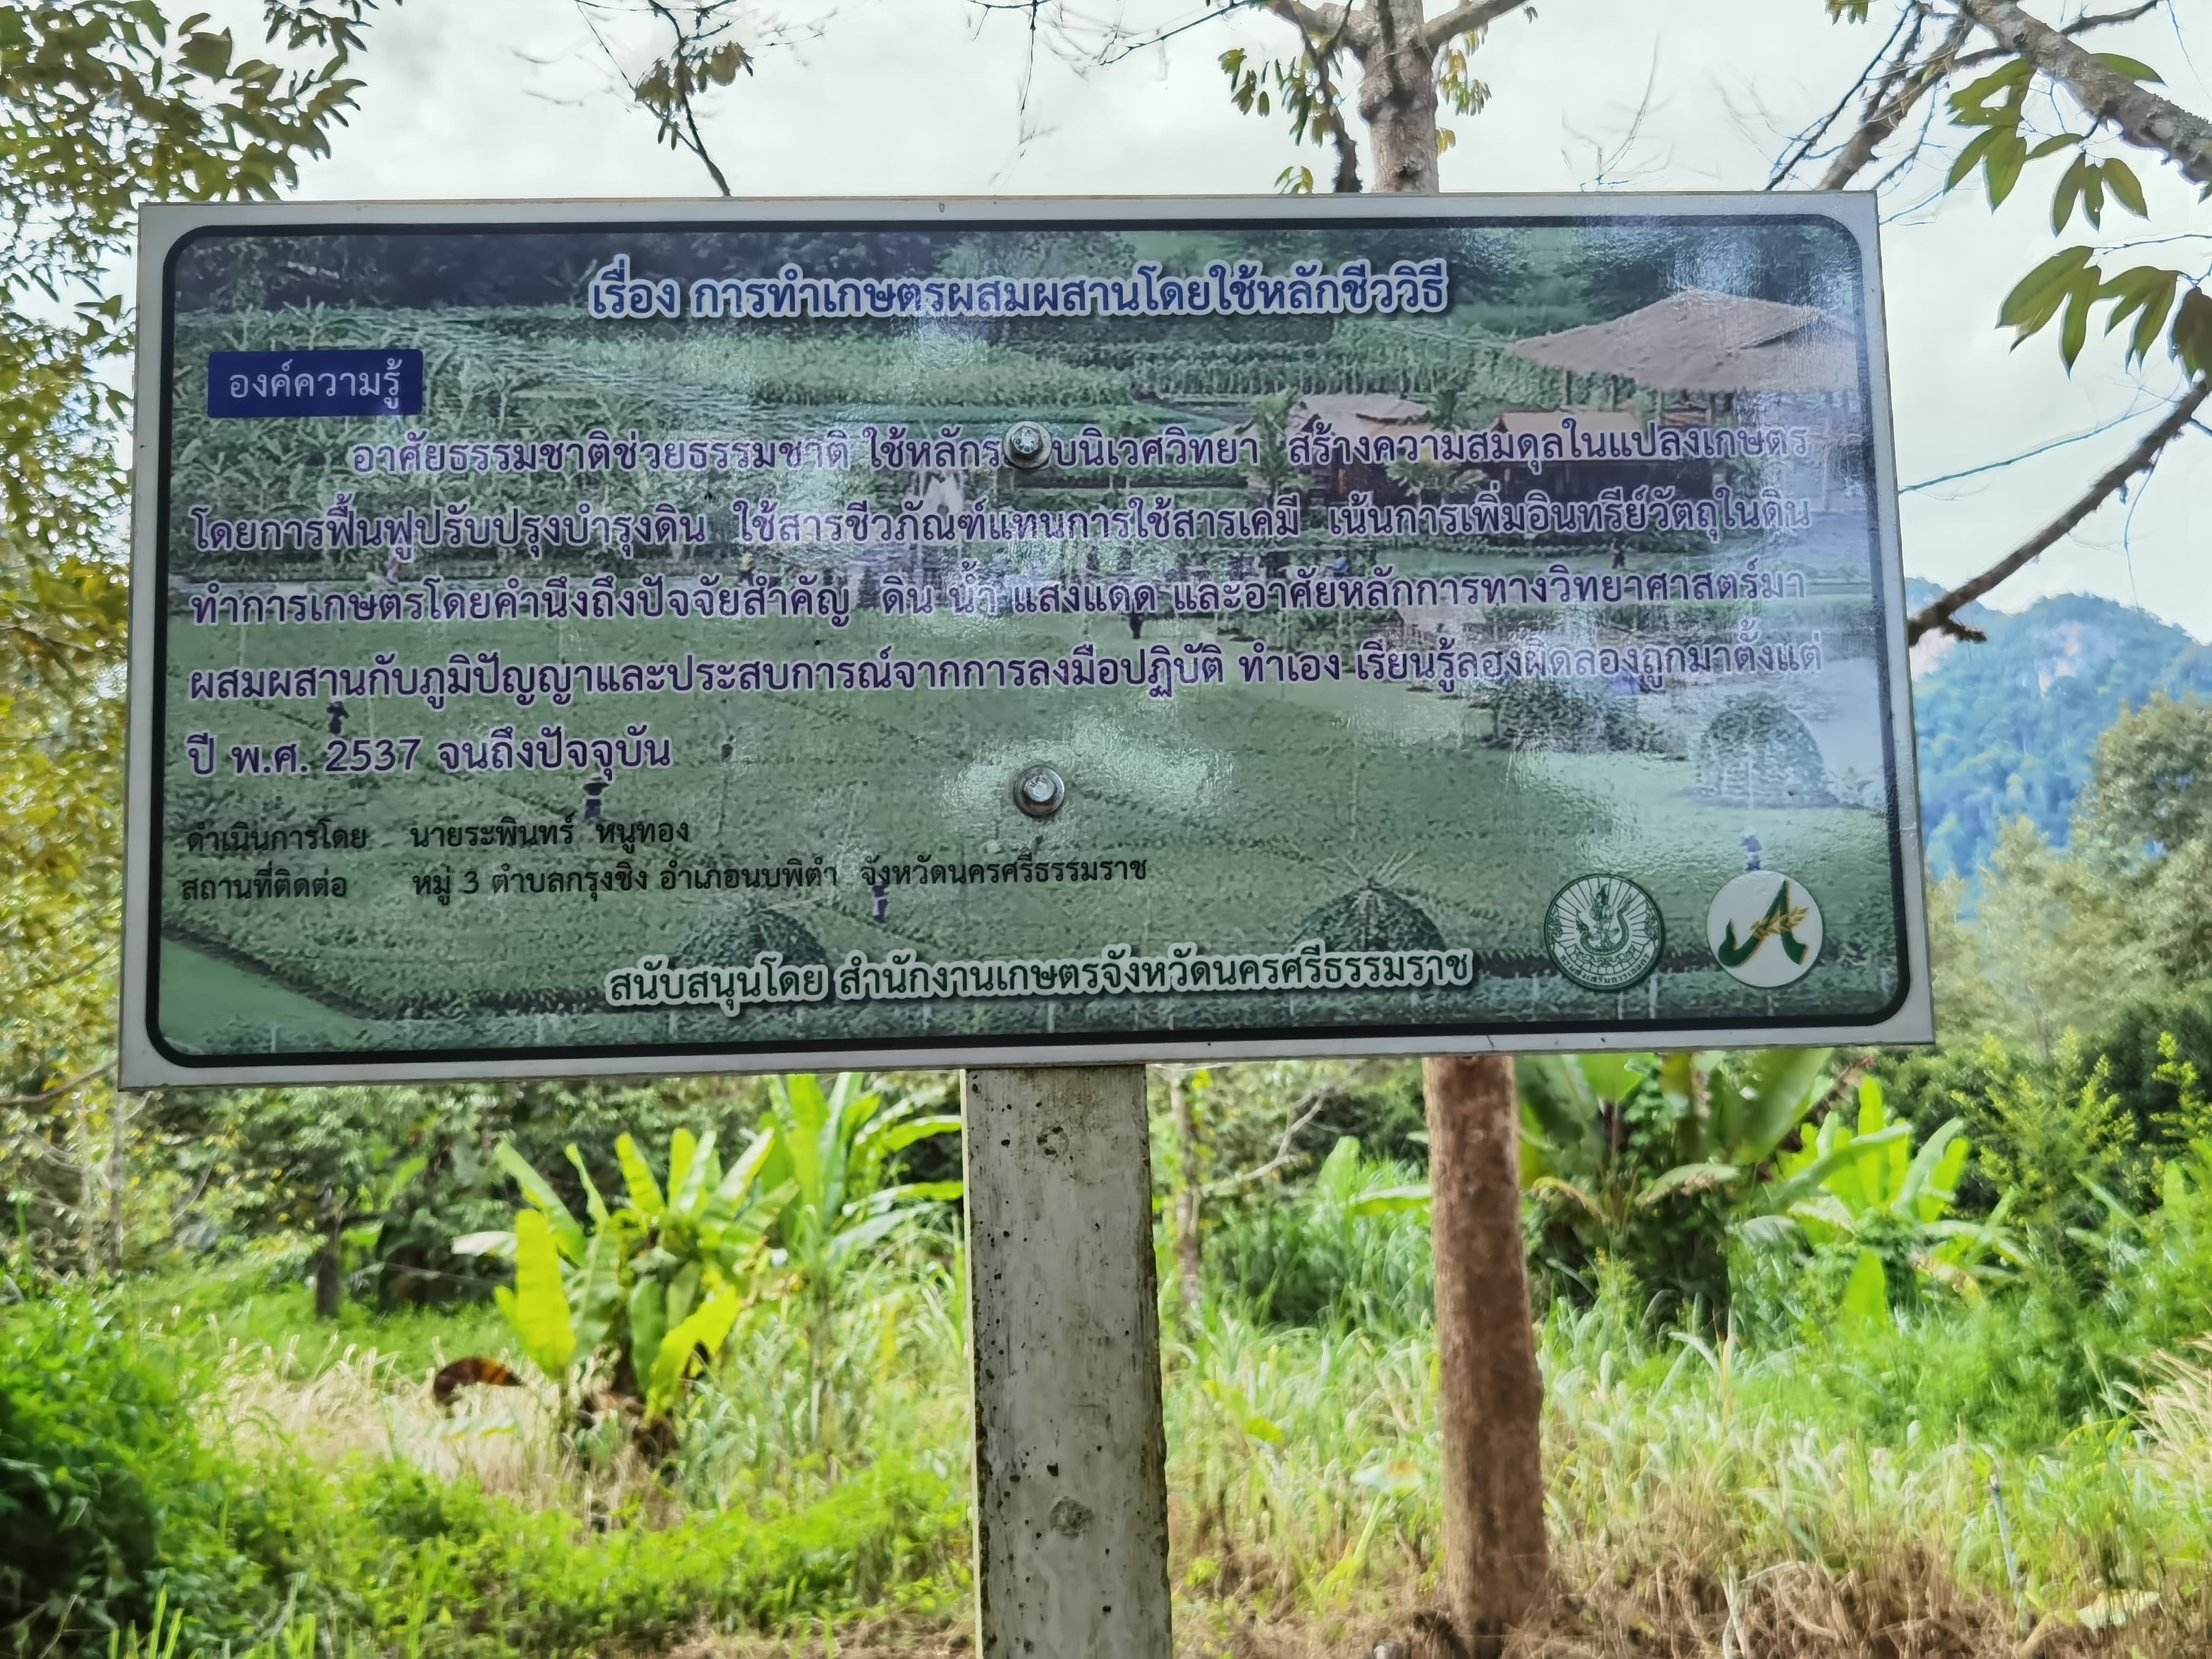 เรื่อง การทำเกษตรผสมผสานโดยใช้หลักชีววิธี
องค์ความรู้
อาศัยธรรมชาติช่วยธรรมชาติ ใช้หลักร บนิเวศวิทยา สร้างความสมดุลในแปลงเกษตร
โดยการฟื้นฟูปรับปรุงบำรุงดิน ใช้สารชีวภัณฑ์แทนการใช้สารเคมี เน้นการเพิ่มอินทรีย์วัตถุในดิน
ทำการเกษตรโดยคำนึงถึงปัจจัยสำคัญ ดิน น้ำ แสงแดด และอาศัยหลักการทางวิทยาศาสตร์มา
ผสมผสานกับภูมิปัญญาและประสบการณ์จากการลงมือปฏิบัติ ทำเอง เรียนรู้ลองผิดลองถูกมาตั้งแต่
ปี พ.ศ. 2537 จนถึงปัจจุบัน
ดำเนินการโดย นายระพินทร์ หนูทอง
สถานที่ติดต่อ หมู่ 3 ตำบลกรุงชิง อำเภอนบพิตำ จังหวัดนครศรีธรรมราช
สนับสนุนโดย สำนักงานเกษตรจังหวัดนครศรีธรรมราช
กรมส่งเสริมการเกษตร